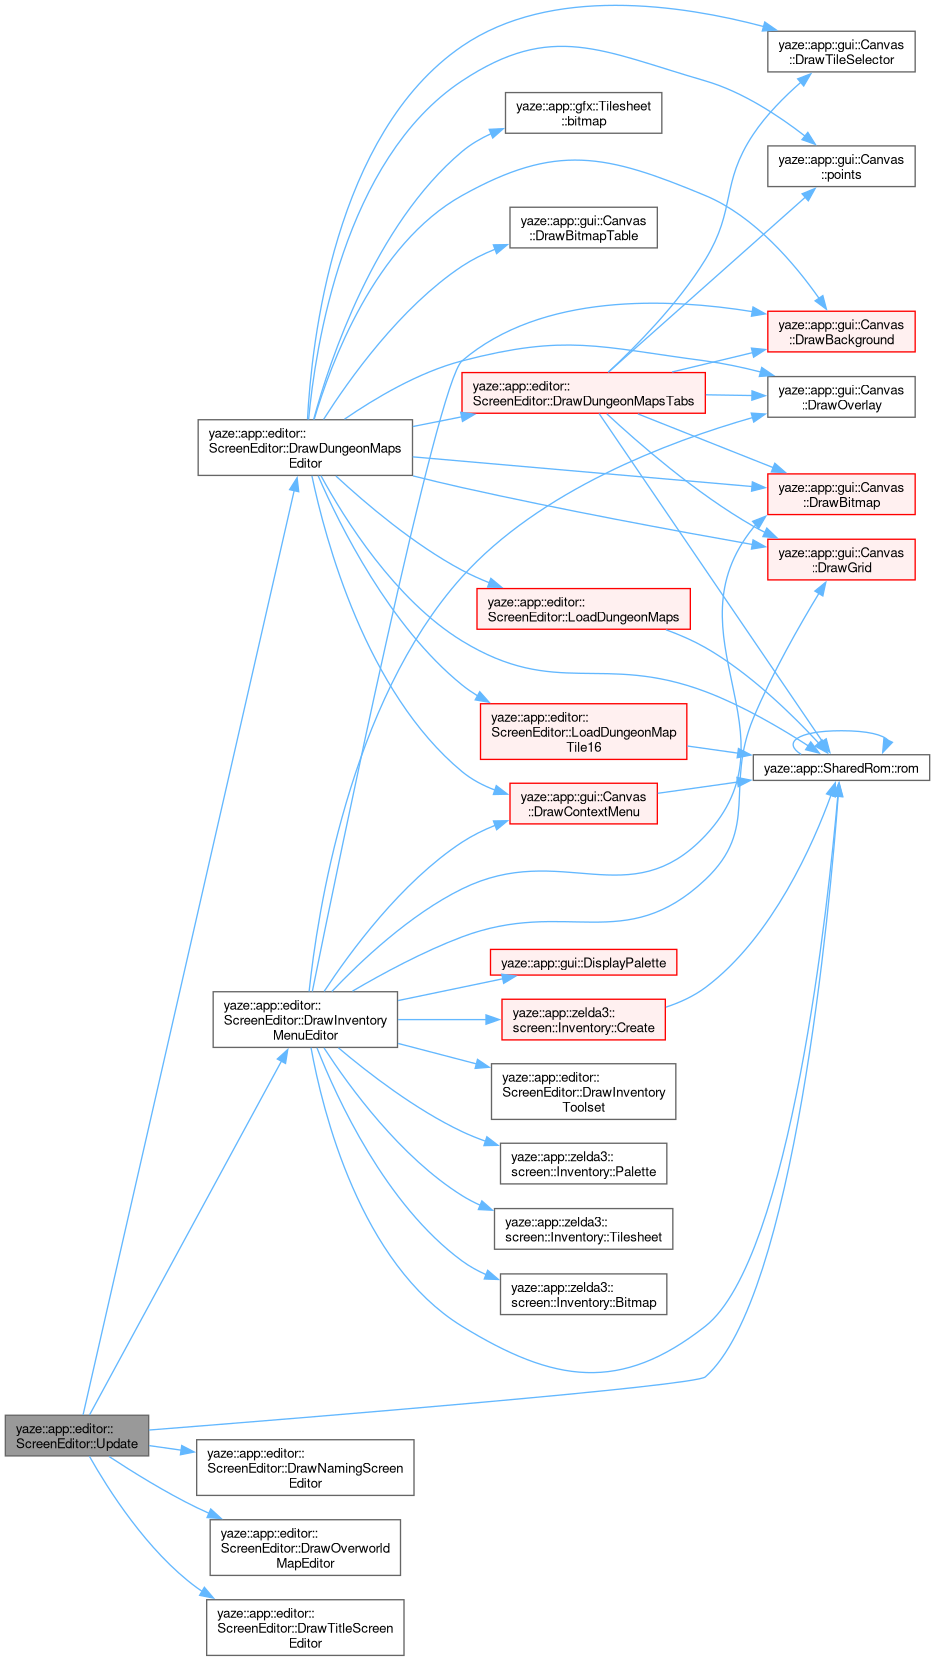 yaze::app::gui::Canvas
::DrawTileSelector
yaze::app::gfx::Tilesheet
::bitmap
yaze::app::gui::Canvas
::points
yaze::app::gui::Canvas
::DrawBitmapTable
yaze::app::gui::Canvas
::DrawBackground
yaze::app::editor::
ScreenEditor::DrawDungeonMapsTabs
yaze::app::gui::Canvas
::DrawOverlay
yaze::app::editor::
ScreenEditor::DrawDungeonMaps
Editor
yaze::app::gui::Canvas
::DrawBitmap
yaze::app::gui::Canvas
::DrawGrid
yaze::app::editor::
ScreenEditor::LoadDungeonMaps
yaze::app::editor::
ScreenEditor::LoadDungeonMap
Tile16
yaze::app::SharedRom::rom
yaze::app::gui::Canvas
::DrawContextMenu
yaze::app::gui::DisplayPalette
yaze::app::editor::
ScreenEditor::DrawInventory
MenuEditor
yaze::app::zelda3::
screen::Inventory::Create
yaze::app::editor::
ScreenEditor::DrawInventory
Toolset
yaze::app::zelda3::
screen::Inventory::Palette
yaze::app::zelda3::
screen::Inventory::Tilesheet
yaze::app::zelda3::
screen::Inventory::Bitmap
yaze::app::editor::
ScreenEditor::Update
yaze::app::editor::
ScreenEditor::DrawNamingScreen
Editor
yaze::app::editor::
ScreenEditor::DrawOverworld
MapEditor
yaze::app::editor::
ScreenEditor::DrawTitleScreen
Editor